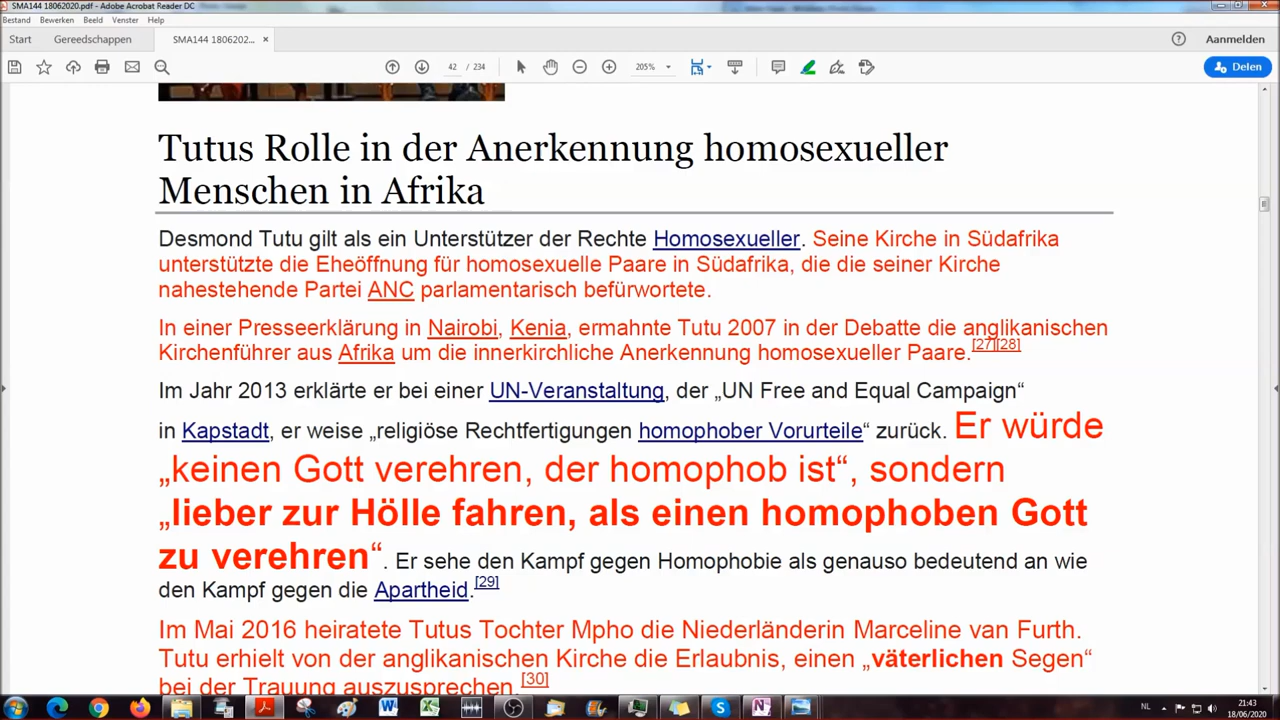 SMA144 18062020.pdf - Adobe Acrobat Reader DC
Bestand Bewerken Beeld Venster Help
Start Gereedschappen SMA144 1806202... × Aanmelden
42 / 234 205% Delen
Tutus Rolle in der Anerkennung homosexueller
Menschen in Afrika
Desmond Tutu gilt als ein Unterstützer der Rechte Homosexueller. Seine Kirche in Südafrika
unterstützte die Eheöffnung für homosexuelle Paare in Südafrika, die die seiner Kirche
nahestehende Partei ANC parlamentarisch befürwortete.
In einer Presseerklärung in Nairobi, Kenia, ermahnte Tutu 2007 in der Debatte die anglikanischen
Kirchenführer aus Afrika um die innerkirchliche Anerkennung homosexueller Paare.[27][28]
Im Jahr 2013 erklärte er bei einer UN-Veranstaltung, der „UN Free and Equal Campaign“
in Kapstadt, er weise „religiöse Rechtfertigungen homophober Vorurteile“ zurück. Er würde
„keinen Gott verehren, der homophob ist“, sondern
„lieber zur Hölle fahren, als einen homophoben Gott
zu verehren“. Er sehe den Kampf gegen Homophobie als genauso bedeutend an wie
den Kampf gegen die Apartheid.[29]
Im Mai 2016 heiratete Tutus Tochter Mpho die Niederländerin Marceline van Furth.
Tutu erhielt von der anglikanischen Kirche die Erlaubnis, einen „väterlichen Segen“
bei der Trauung auszusprechen.[30]
NL 21:43
18/06/2020